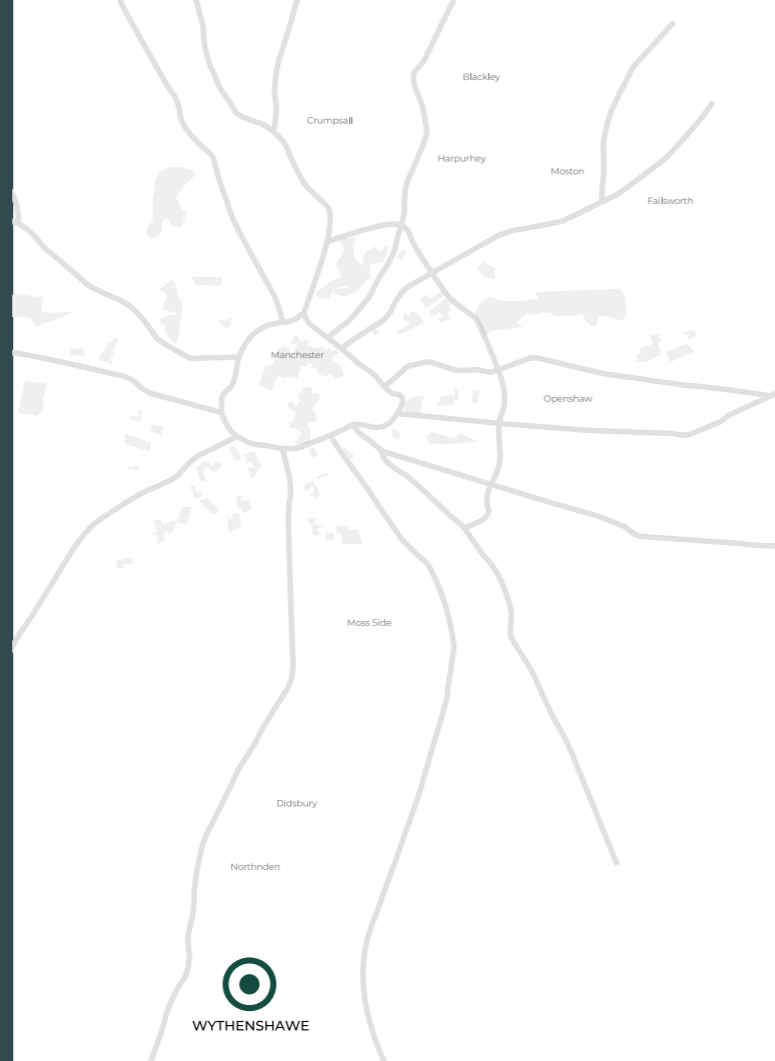 Blackley
Crumpsall
Harpurhey
Moston
Failsworth
Manchester
Openshaw
Moss Side
Didsbury
Northnden
WYTHENSHAWE